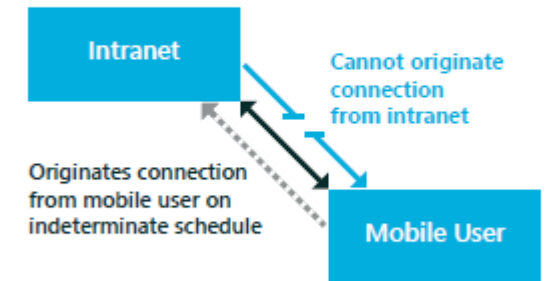 Intranet
Cannot originate
connection
from intranet
Originates connection
from mobile user on
indeterminate schedule
Mobile User